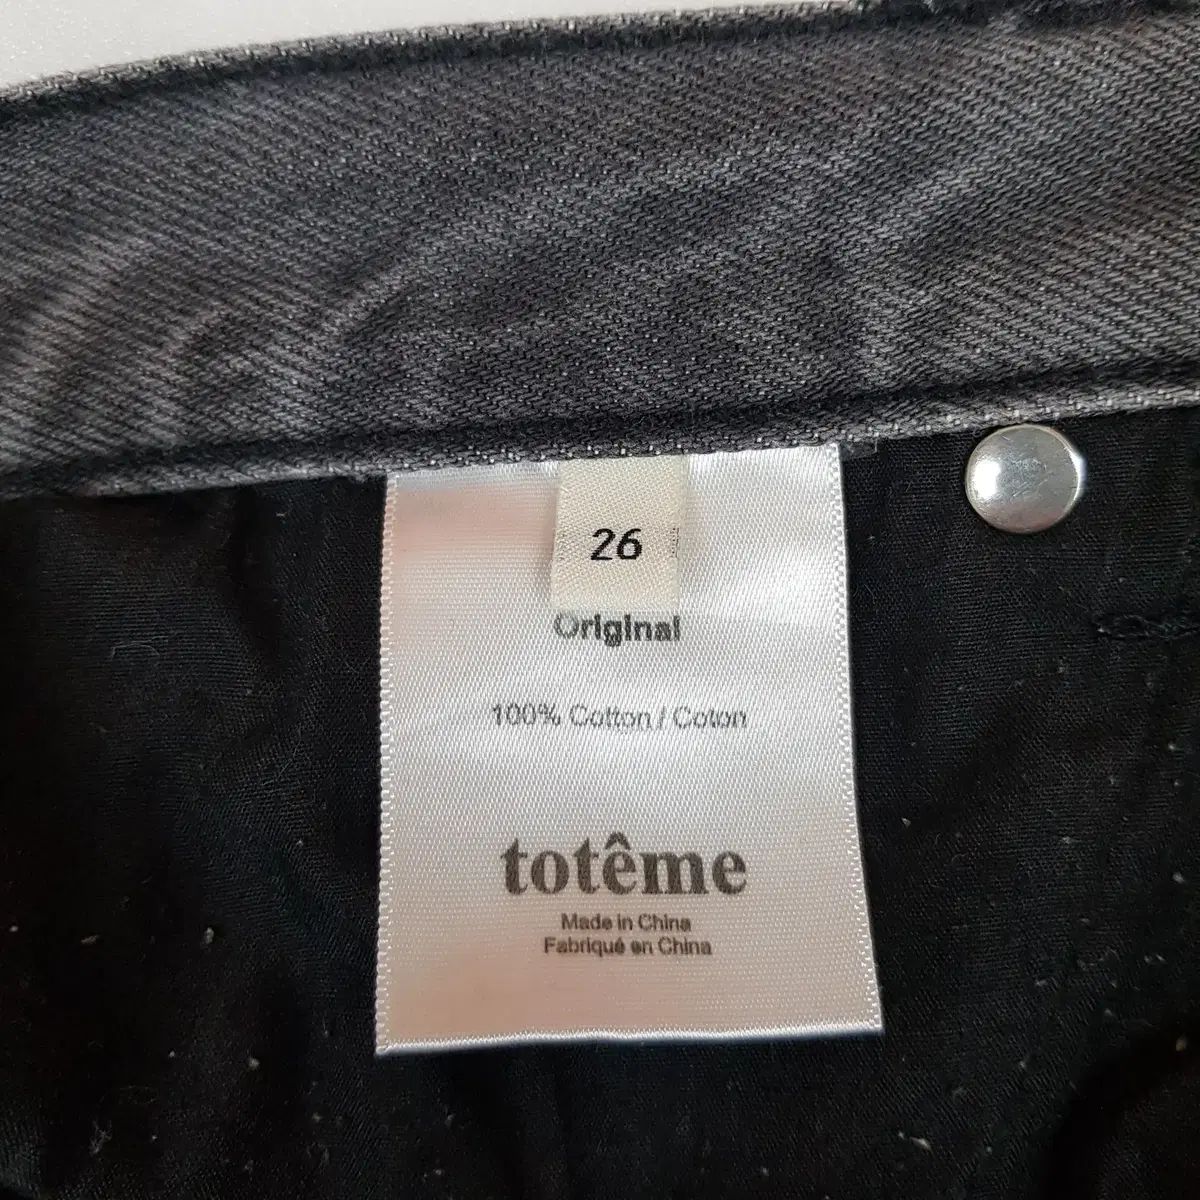 26
Original
100% Cotton / Coton
totême
Made in China
Fabriqué en China